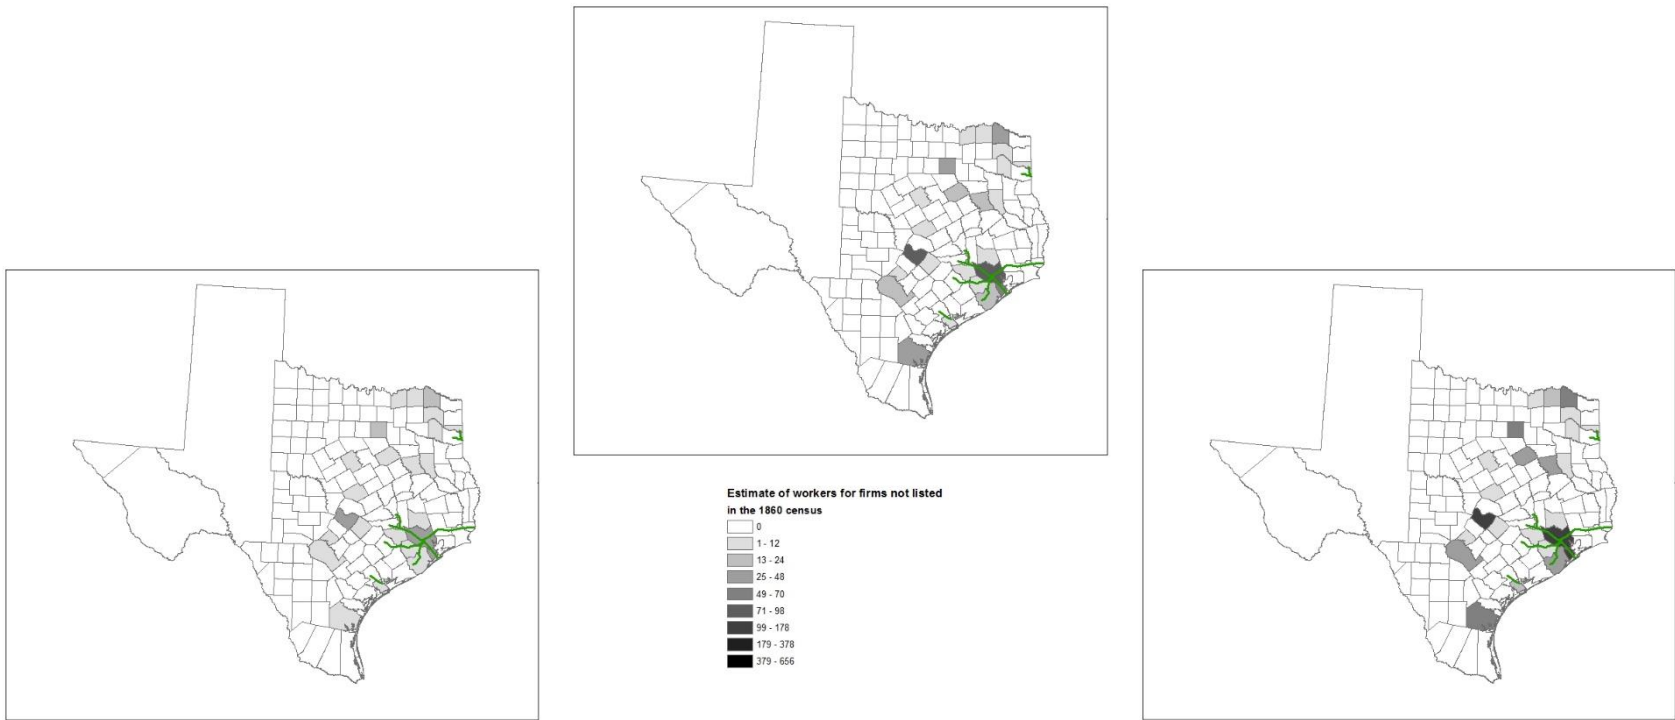 Estimate of workers for firms not listed
in the 1860 census
0
1 - 12
13 - 24
25 - 48
49 - 70
71 - 98
99 - 178
179 - 378
379 - 656